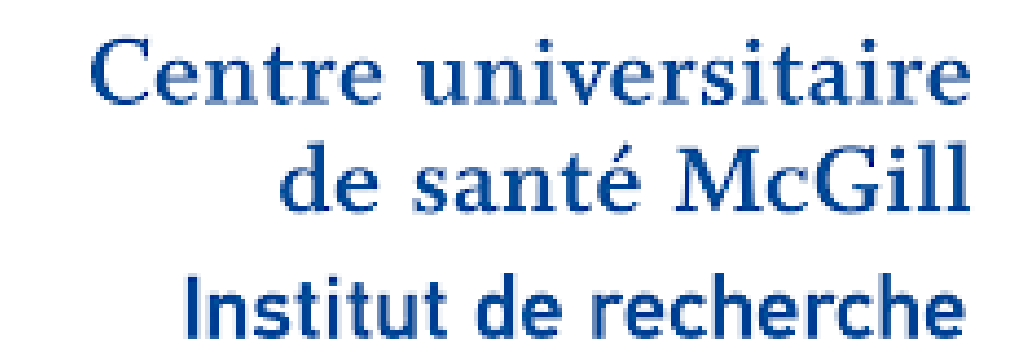 Centre universitaire
de santé McGill
Institut de recherche